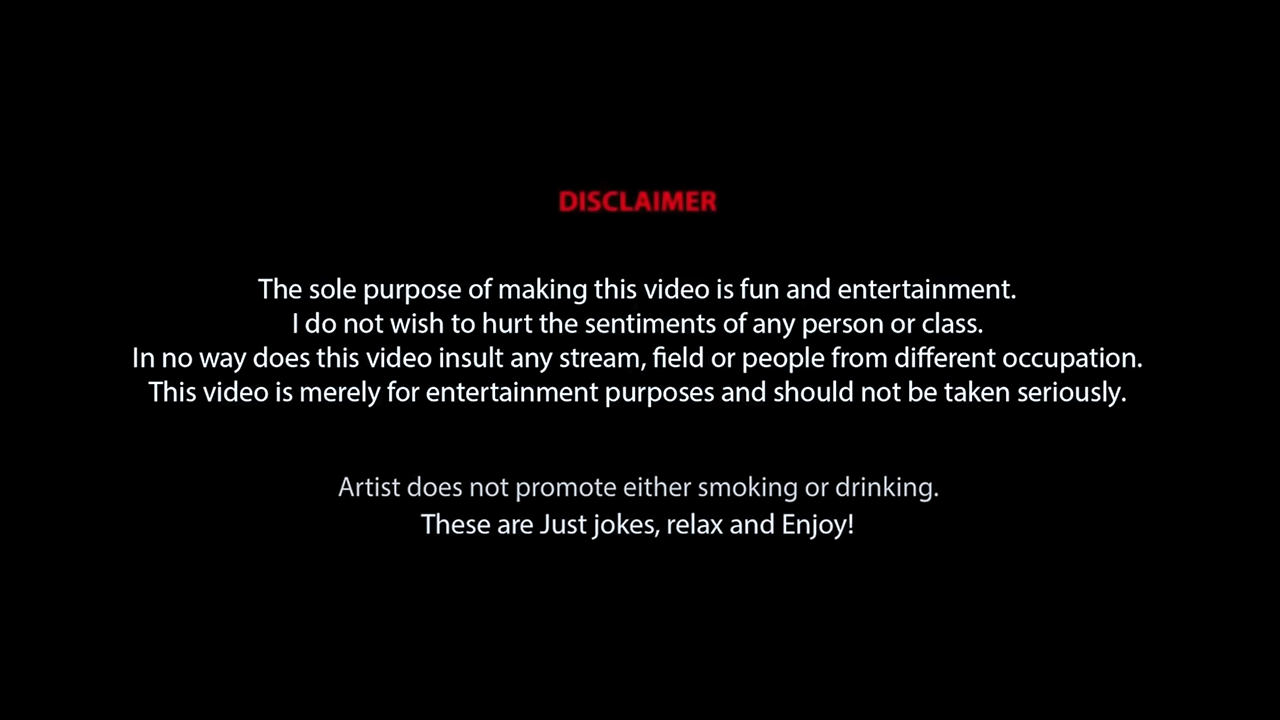 DISCLAIMER
The sole purpose of making this video is fun and entertainment.
I do not wish to hurt the sentiments of any person or class.
In no way does this video insult any stream, field or people from different occupation.
This video is merely for entertainment purposes and should not be taken seriously.
Artist does not promote either smoking or drinking.
These are Just jokes, relax and Enjoy!